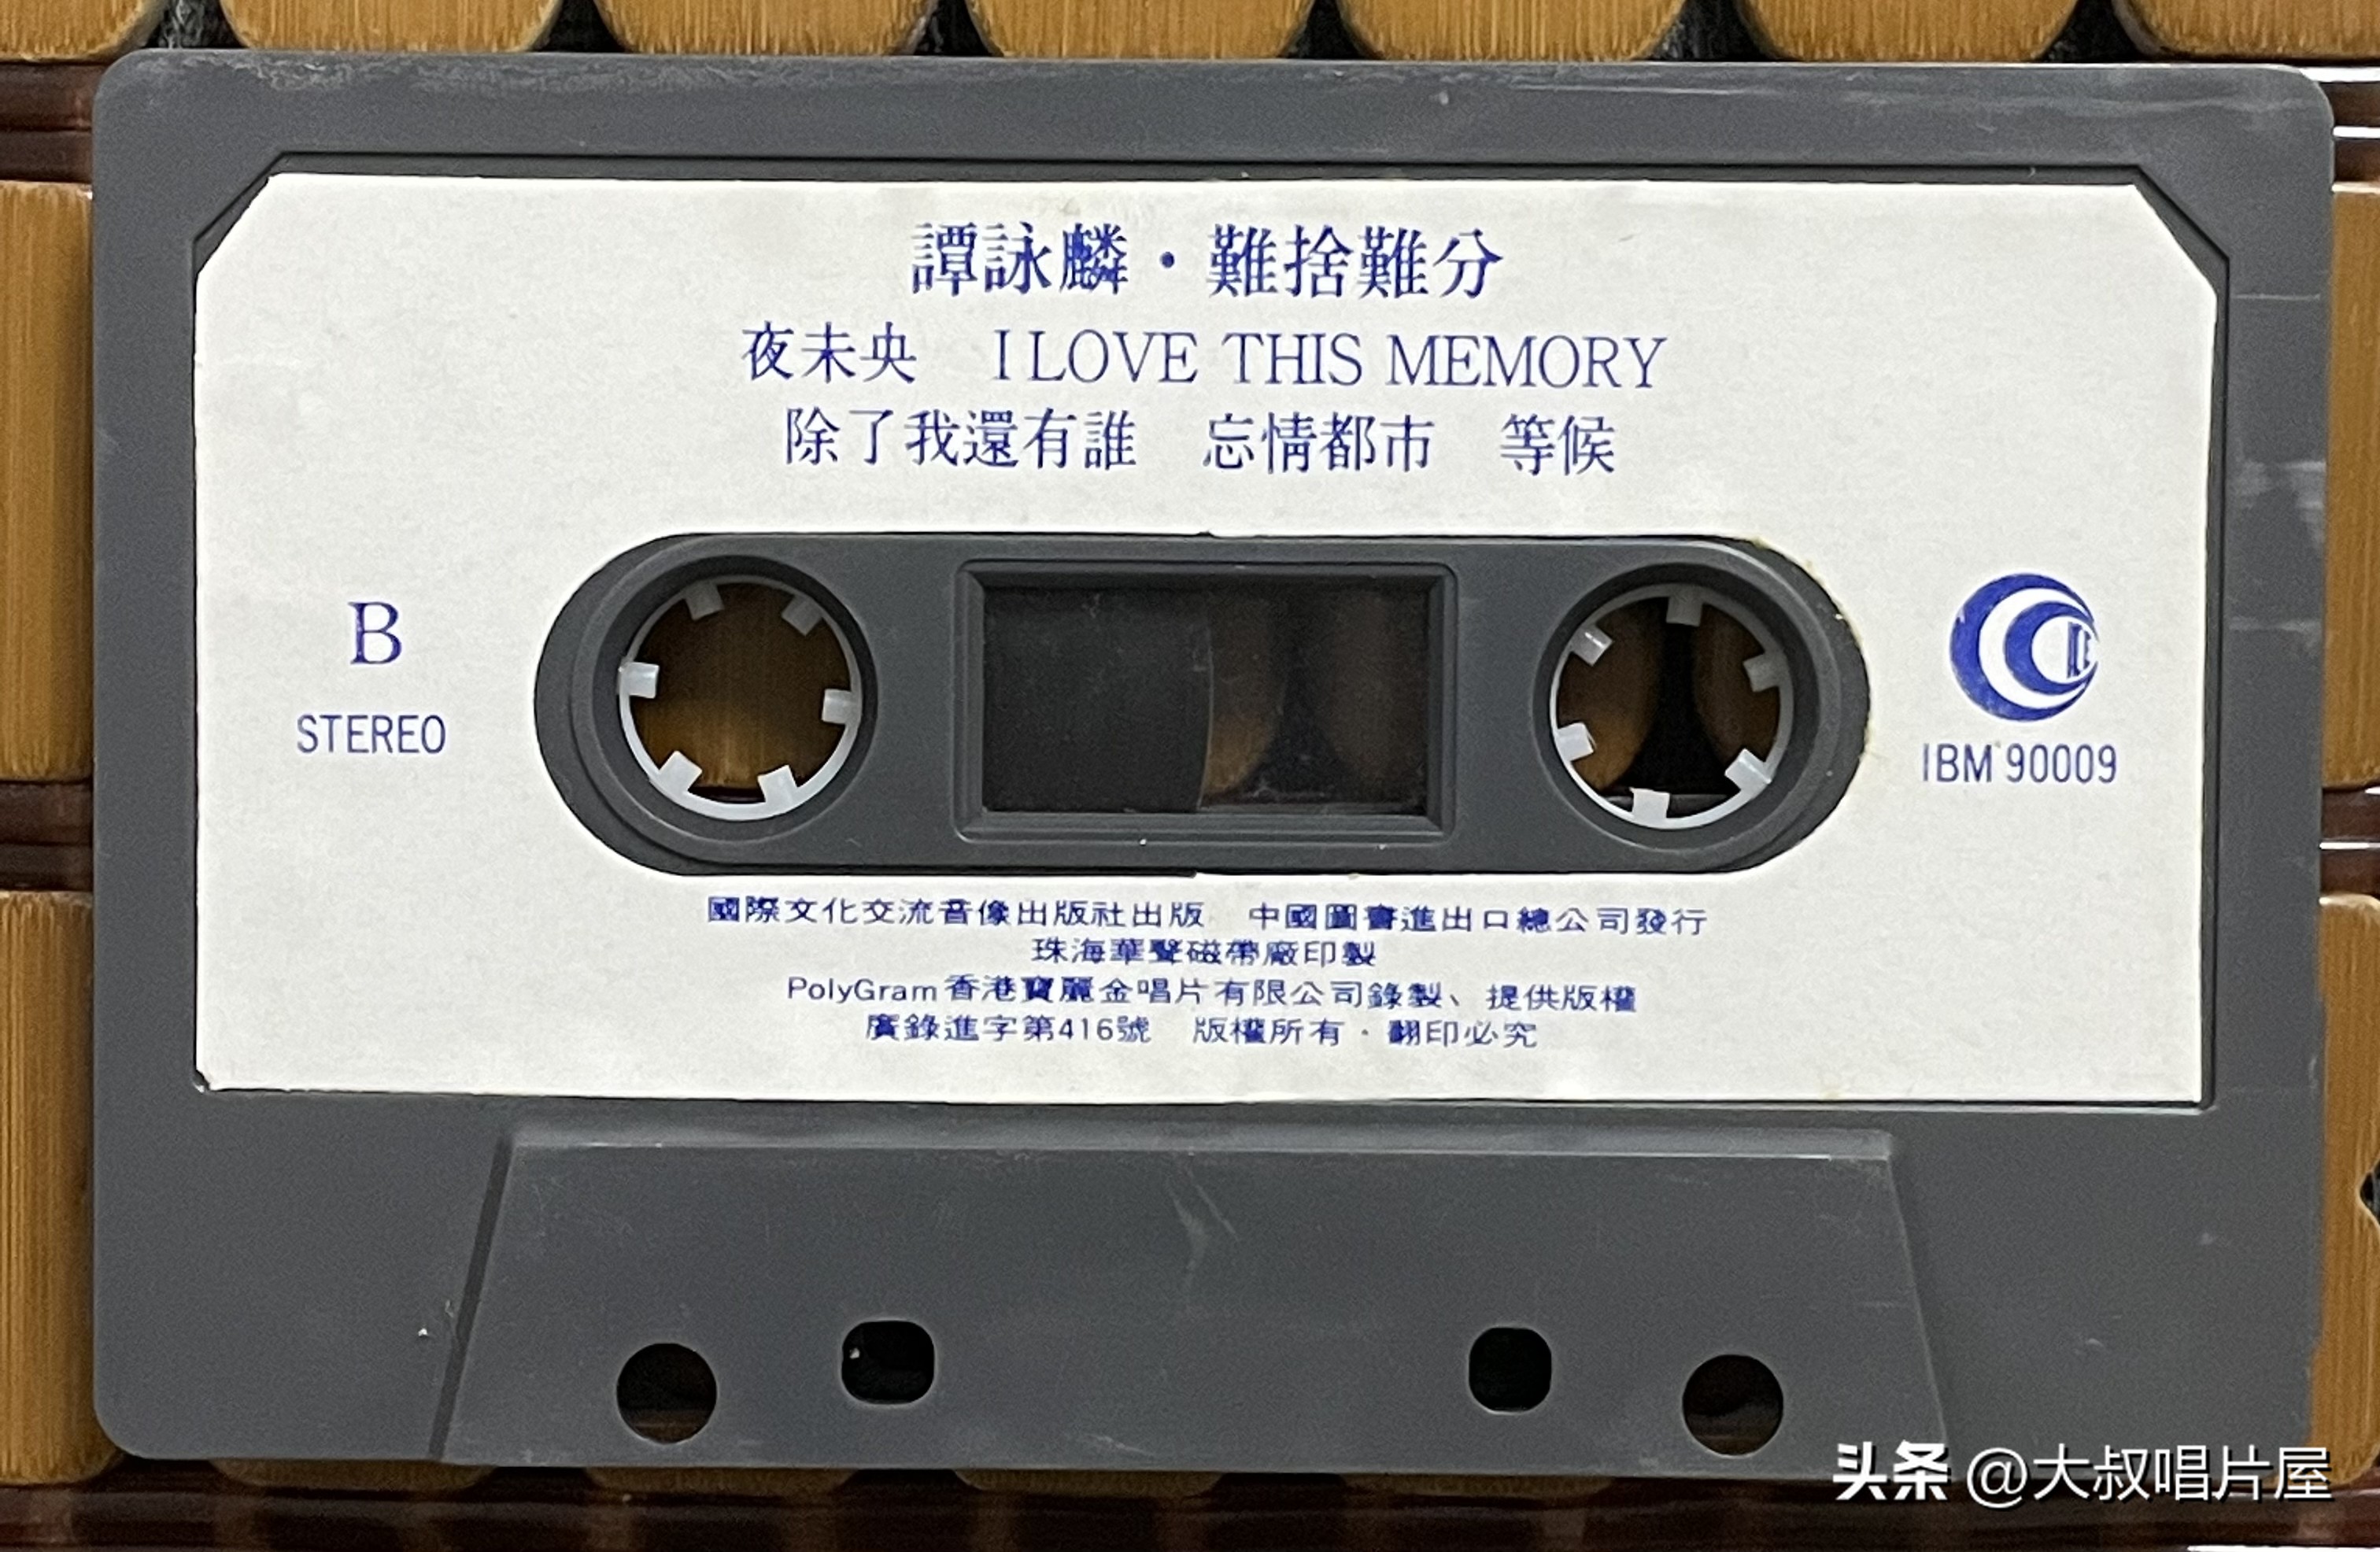 譚詠麟・難捨難分
夜未央 I LOVE THIS MEMORY
除了我還有誰 忘情都市 等候
B
STEREO
IBM 90009
國際文化交流音像出版社出版 中國圖書進出口總公司發行
珠海華聲磁帶廠印製
PolyGram香港寶麗金唱片有限公司錄製、提供版權
廣錄進字第416號 版權所有・翻印必究
头条 @大叔唱片屋